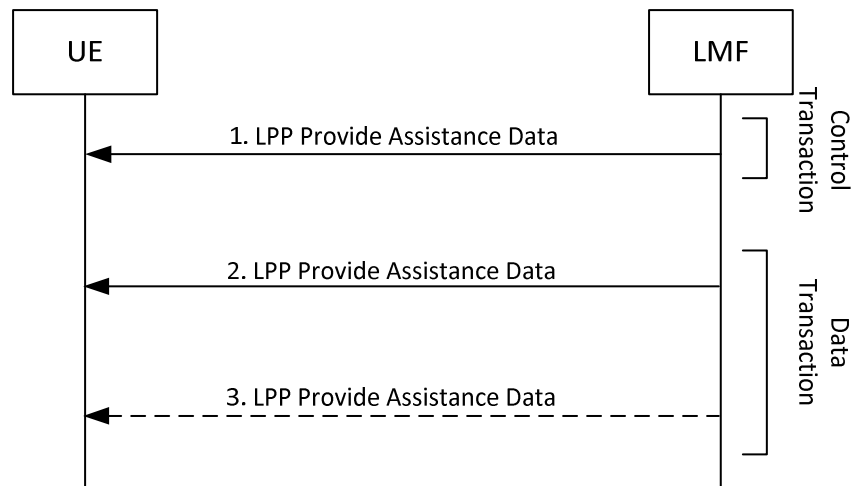 UE
LMF
1. LPP Provide Assistance Data
Control
Transaction
2. LPP Provide Assistance Data
Data
Transaction
3. LPP Provide Assistance Data